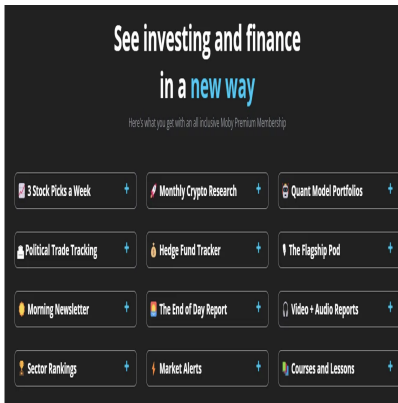 See investing and finance
in a new way
Here's what you get with an all inclusive Moby Premium Membership
3 Stock Picks a Week +
Monthly Crypto Research +
Quant Model Portfolios +
Political Trade Tracking +
Hedge Fund Tracker +
The Flagship Pod +
Morning Newsletter +
The End of Day Report +
Video + Audio Reports +
Sector Rankings +
Market Alerts +
Courses and Lessons +